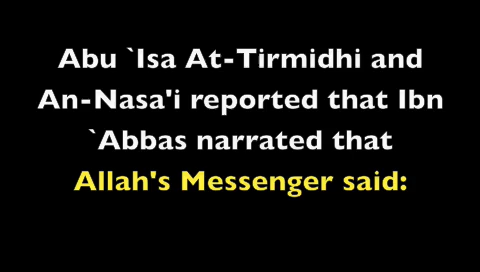 Abu `Isa At-Tirmidhi and
An-Nasa'i reported that Ibn
`Abbas narrated that
Allah's Messenger said: